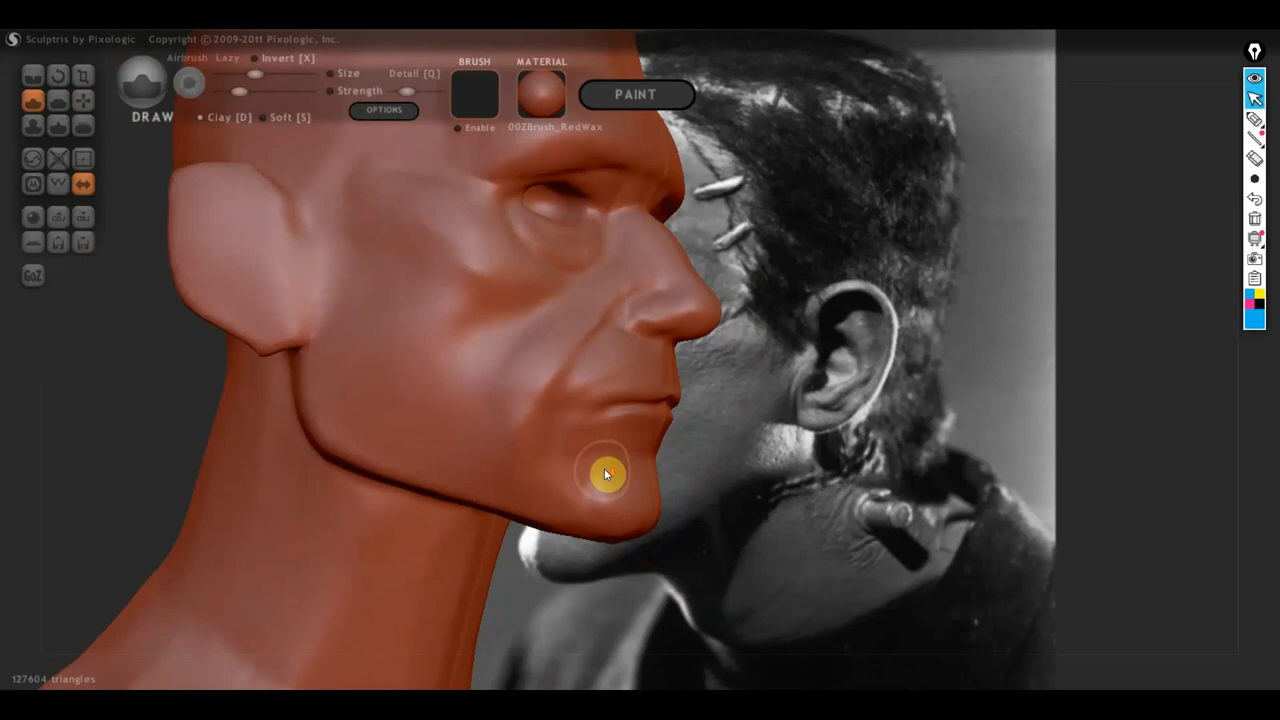 Sculptris by Pixologic Copyright © 2009-2011 Pixologic, Inc.
Airbrush Lazy Invert [X]
Size Detail [Q]
Strength
OPTIONS
DRAW Clay [D] Soft [S]
BRUSH
Enable
MATERIAL
00ZBrush_RedWax
PAINT
GoZ
127604 triangles